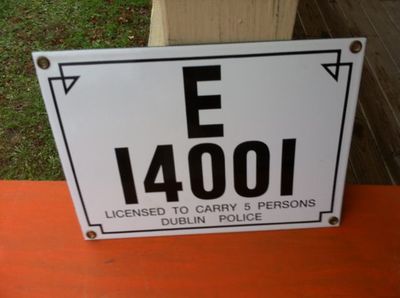 E
14001
LICENSED TO CARRY 5 PERSONS
DUBLIN POLICE